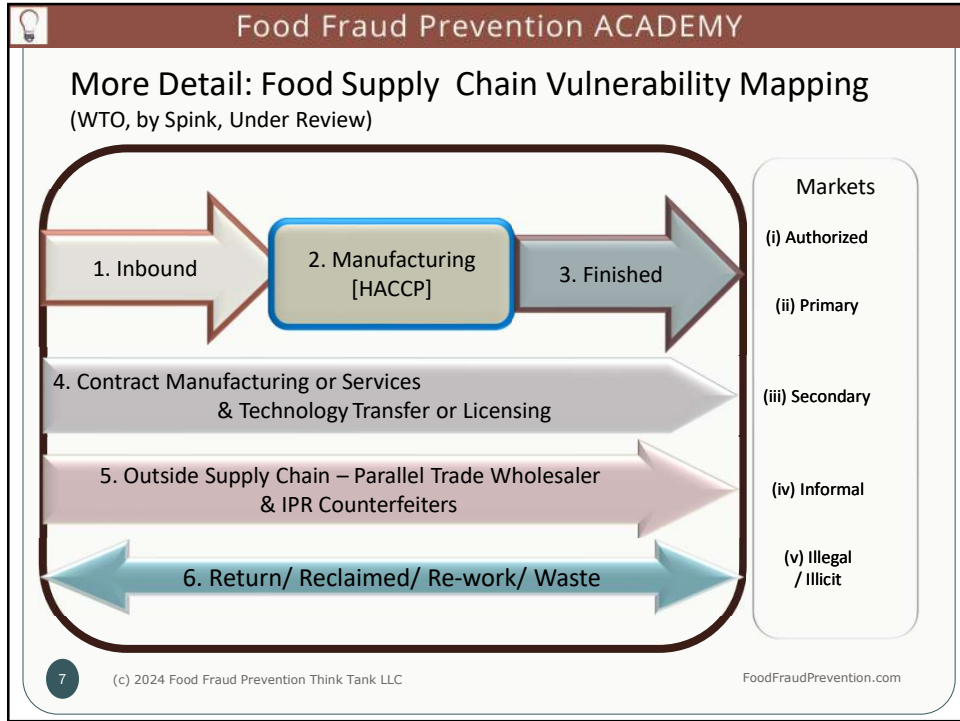 Food Fraud Prevention ACADEMY
More Detail: Food Supply Chain Vulnerability Mapping
(WTO, by Spink, Under Review)
1. Inbound
2. Manufacturing
[HACCP]
3. Finished
4. Contract Manufacturing or Services
& Technology Transfer or Licensing
5. Outside Supply Chain – Parallel Trade Wholesaler
& IPR Counterfeiters
6. Return/ Reclaimed/ Re-work/ Waste
Markets
(i) Authorized
(ii) Primary
(iii) Secondary
(iv) Informal
(v) Illegal
/ Illicit
7
(c) 2024 Food Fraud Prevention Think Tank LLC
FoodFraudPrevention.com